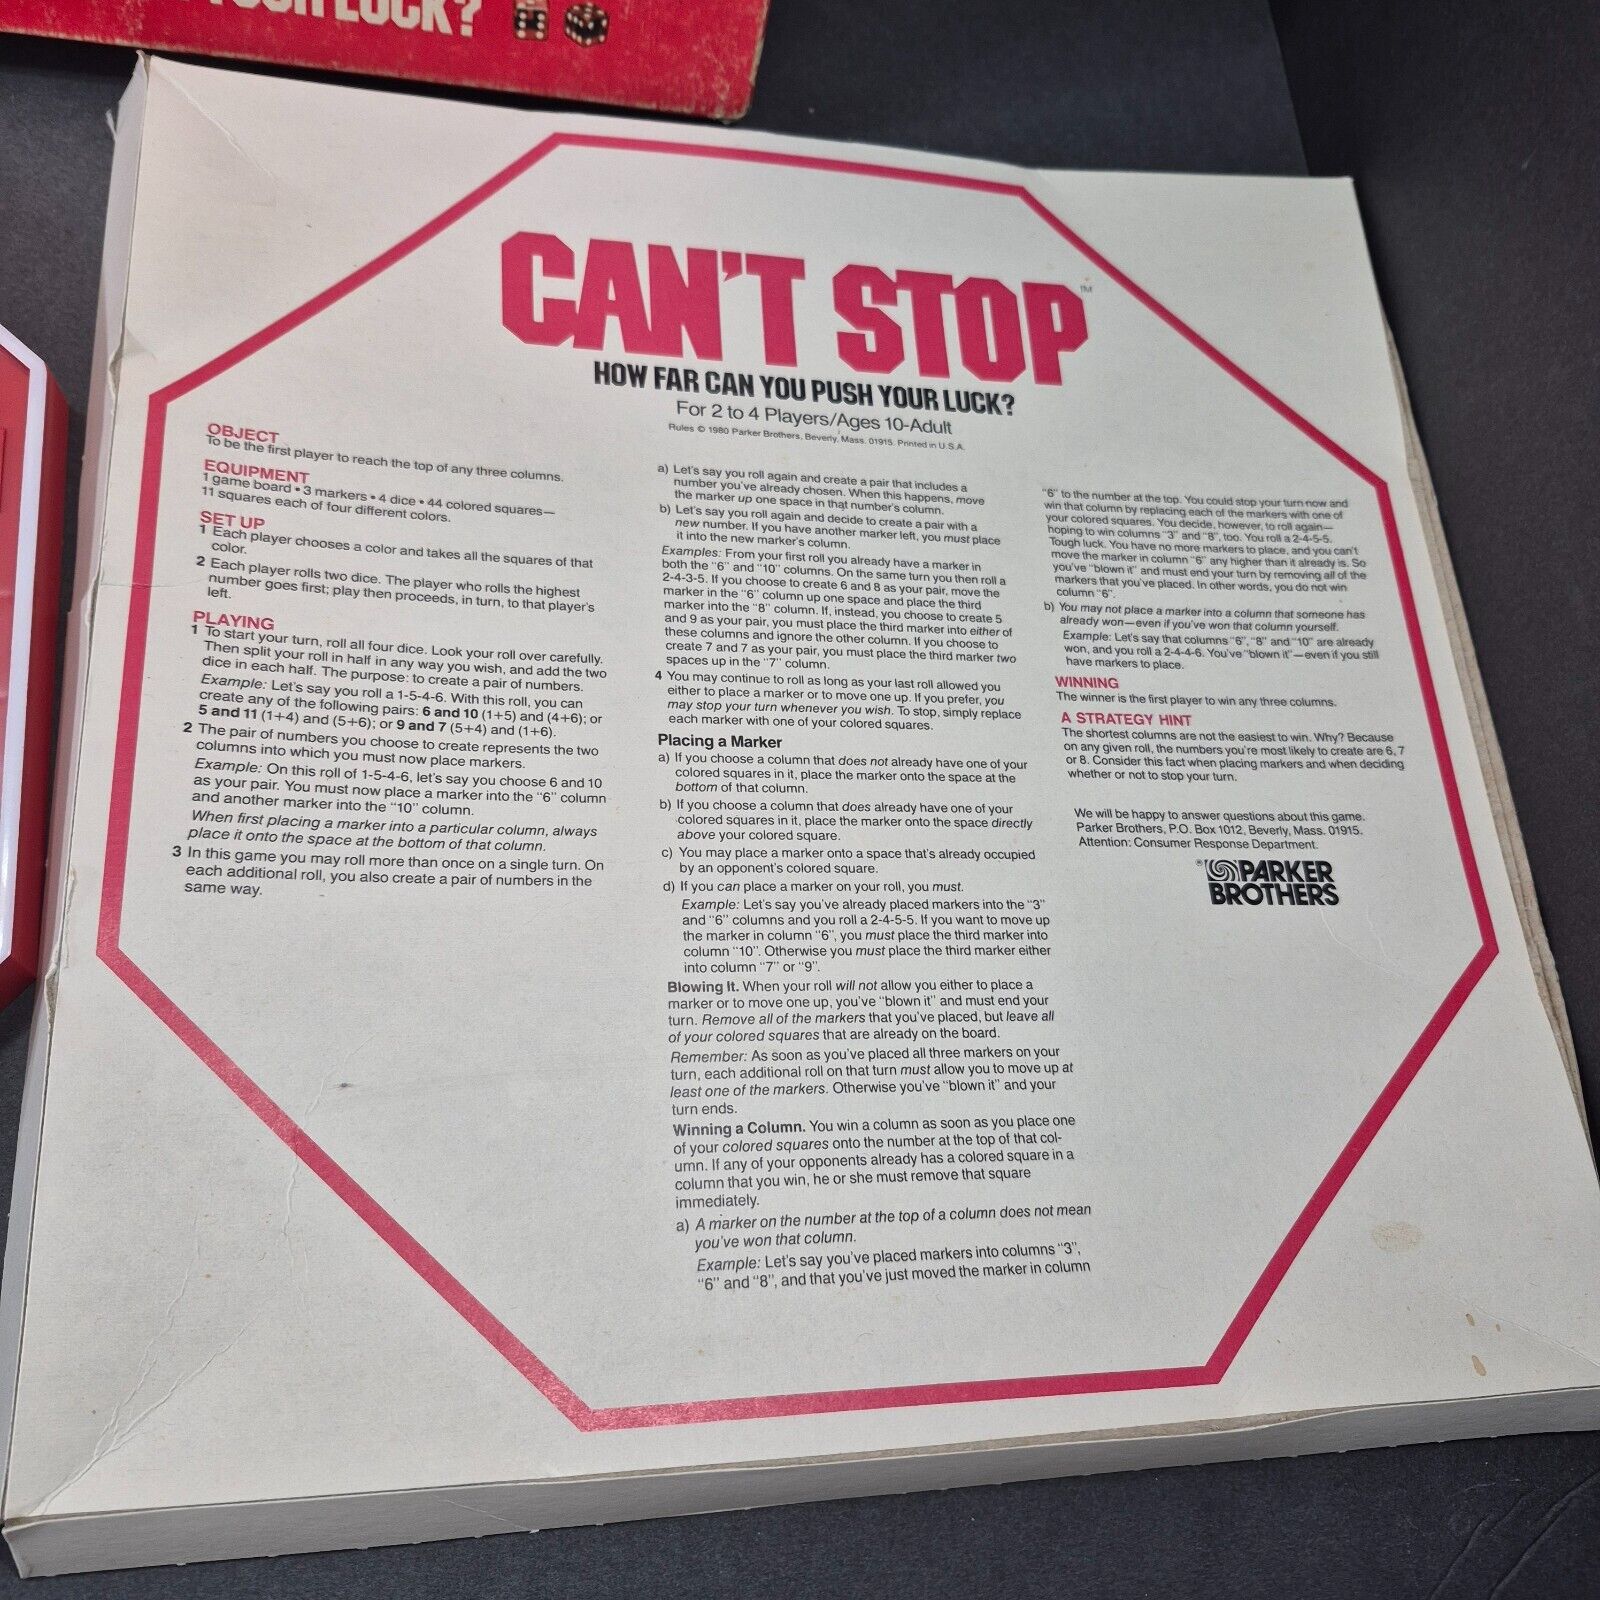 YOUR LUCK?
CAN'T STOP™
HOW FAR CAN YOU PUSH YOUR LUCK?
For 2 to 4 Players/Ages 10-Adult
Rules © 1980 Parker Brothers, Beverly, Mass. 01915. Printed in U.S.A.
OBJECT
To be the first player to reach the top of any three columns.
EQUIPMENT
1 game board • 3 markers • 4 dice • 44 colored squares—
11 squares each of four different colors.
SET UP
1 Each player chooses a color and takes all the squares of that
color.
2 Each player rolls two dice. The player who rolls the highest
number goes first; play then proceeds, in turn, to that player's
left.
PLAYING
1 To start your turn, roll all four dice. Look your roll over carefully.
Then split your roll in half in any way you wish, and add the two
dice in each half. The purpose: to create a pair of numbers.
Example: Let's say you roll a 1-5-4-6. With this roll, you can
create any of the following pairs: 6 and 10 (1+5) and (4+6); or
5 and 11 (1+4) and (5+6); or 9 and 7 (5+4) and (1+6).
2 The pair of numbers you choose to create represents the two
columns into which you must now place markers.
Example: On this roll of 1-5-4-6, let's say you choose 6 and 10
as your pair. You must now place a marker into the "6" column
and another marker into the "10" column.
When first placing a marker into a particular column, always
place it onto the space at the bottom of that column.
3 In this game you may roll more than once on a single turn. On
each additional roll, you also create a pair of numbers in the
same way.
a) Let's say you roll again and create a pair that includes a
number you've already chosen. When this happens, move
the marker up one space in that number's column.
b) Let's say you roll again and decide to create a pair with a
new number. If you have another marker left, you must place
it into the new marker's column.
Examples: From your first roll you already have a marker in
both the "6" and "10" columns. On the same turn you then roll a
2-4-3-5. If you choose to create 6 and 8 as your pair, move the
marker in the "6" column up one space and place the third
marker into the "8" column. If, instead, you choose to create 5
and 9 as your pair, you must place the third marker into either of
these columns and ignore the other column. If you choose to
create 7 and 7 as your pair, you must place the third marker two
spaces up in the "7" column.
4 You may continue to roll as long as your last roll allowed you
either to place a marker or to move one up. If you prefer, you
may stop your turn whenever you wish. To stop, simply replace
each marker with one of your colored squares.
Placing a Marker
a) If you choose a column that does not already have one of your
colored squares in it, place the marker onto the space at the
bottom of that column.
b) If you choose a column that does already have one of your
colored squares in it, place the marker onto the space directly
above your colored square.
c) You may place a marker onto a space that's already occupied
by an opponent's colored square.
d) If you can place a marker on your roll, you must.
Example: Let's say you've already placed markers into the "3"
and "6" columns and you roll a 2-4-5-5. If you want to move up
the marker in column "6", you must place the third marker into
column "10". Otherwise you must place the third marker either
into column "7" or "9".
Blowing It. When your roll will not allow you either to place a
marker or to move one up, you've "blown it" and must end your
turn. Remove all of the markers that you've placed, but leave all
of your colored squares that are already on the board.
Remember: As soon as you've placed all three markers on your
turn, each additional roll on that turn must allow you to move up at
least one of the markers. Otherwise you've "blown it" and your
turn ends.
Winning a Column. You win a column as soon as you place one
of your colored squares onto the number at the top of that col-
umn. If any of your opponents already has a colored square in a
column that you win, he or she must remove that square
immediately.
a) A marker on the number at the top of a column does not mean
you've won that column.
Example: Let's say you've placed markers into columns "3",
"6" and "8", and that you've just moved the marker in column
"6" to the number at the top. You could stop your turn now and
win that column by replacing each of the markers with one of
your colored squares. You decide, however, to roll again—
hoping to win columns "3" and "8", too. You roll a 2-4-5-5.
Tough luck. You have no more markers to place, and you can't
move the marker in column "6" any higher than it already is. So
you've "blown it" and must end your turn by removing all of the
markers that you've placed. In other words, you do not win
column "6".
b) You may not place a marker into a column that someone has
already won—even if you've won that column yourself.
Example: Let's say that columns "6", "8" and "10" are already
won, and you roll a 2-4-4-6. You've "blown it"—even if you still
have markers to place.
WINNING
The winner is the first player to win any three columns.
A STRATEGY HINT
The shortest columns are not the easiest to win. Why? Because
on any given roll, the numbers you're most likely to create are 6, 7
or 8. Consider this fact when placing markers and when deciding
whether or not to stop your turn.
We will be happy to answer questions about this game.
Parker Brothers, P.O. Box 1012, Beverly, Mass. 01915.
Attention: Consumer Response Department.
® PARKER
BROTHERS